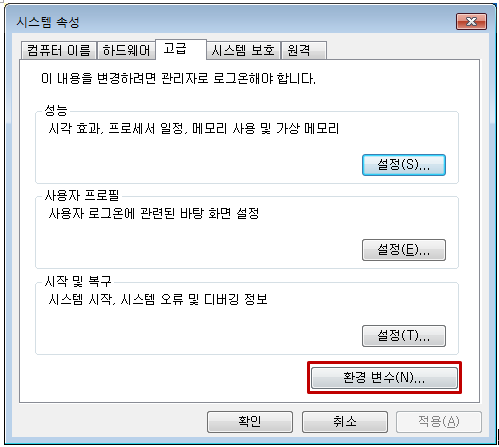 시스템 속성
컴퓨터 이름 하드웨어 고급 시스템 보호 원격
이 내용을 변경하려면 관리자로 로그온해야 합니다.
성능
시각 효과, 프로세서 일정, 메모리 사용 및 가상 메모리
설정(S)...
사용자 프로필
사용자 로그온에 관련된 바탕 화면 설정
설정(E)...
시작 및 복구
시스템 시작, 시스템 오류 및 디버깅 정보
설정(T)...
환경 변수(N)...
확인 취소 적용(A)